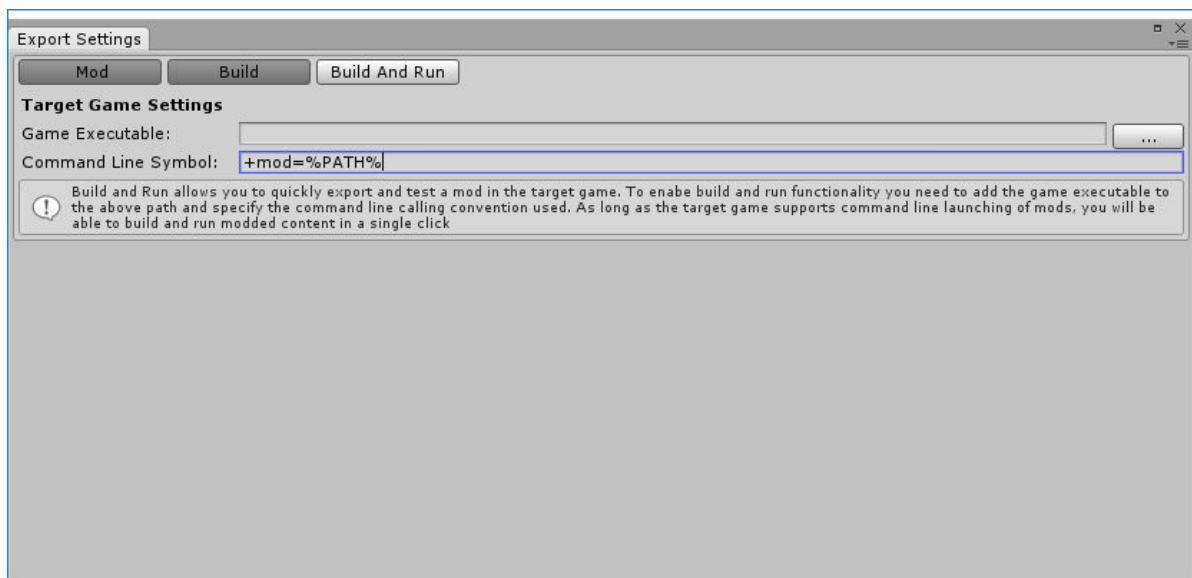 Export Settings
Mod Build Build And Run
Target Game Settings
Game Executable: ...
Command Line Symbol: +mod=%PATH%
Build and Run allows you to quickly export and test a mod in the target game. To enabe build and run functionality you need to add the game executable to
the above path and specify the command line calling convention used. As long as the target game supports command line launching of mods, you will be
able to build and run modded content in a single click